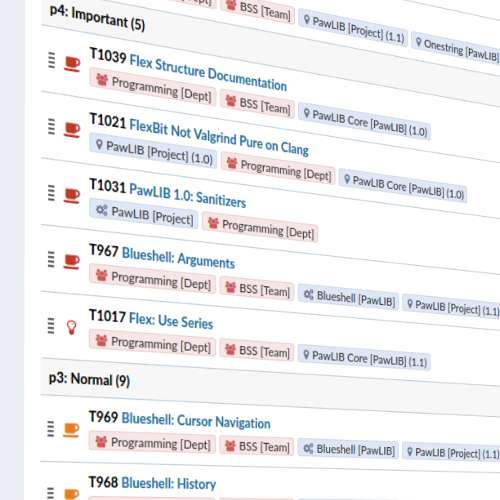 BSS [Team] PawLIB [Project] (1.1) Onestring [PawLIB]
p4: Important (5)
T1039 Flex Structure Documentation
Programming [Dept] BSS [Team] PawLIB Core [PawLIB] (1.0)
T1021 FlexBit Not Valgrind Pure on Clang
PawLIB [Project] (1.0) Programming [Dept] PawLIB Core [PawLIB] (1.0)
T1031 PawLIB 1.0: Sanitizers
PawLIB [Project] Programming [Dept]
T967 Blueshell: Arguments
Programming [Dept] BSS [Team] Blueshell [PawLIB] PawLIB [Project] (1.1)
T1017 Flex: Use Series
Programming [Dept] BSS [Team] PawLIB Core [PawLIB] (1.1)
p3: Normal (9)
T969 Blueshell: Cursor Navigation
Programming [Dept] BSS [Team] Blueshell [PawLIB] PawLIB [Project] (1.1)
T968 Blueshell: History